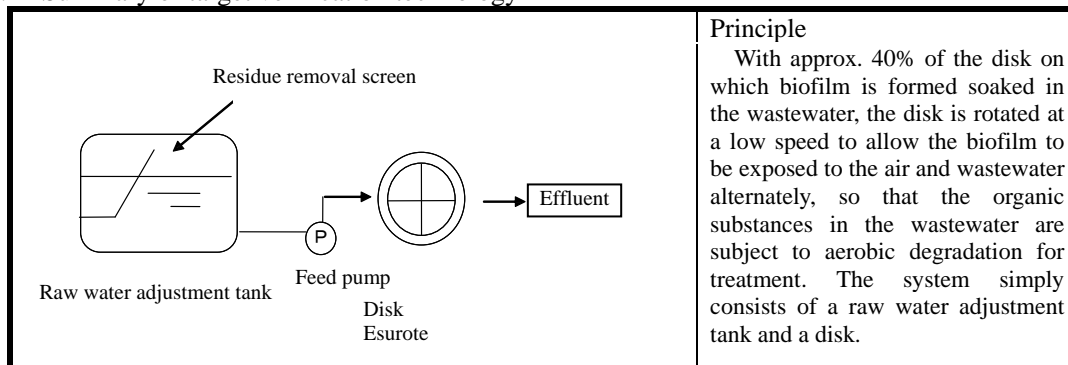 Residue removal screen
P
Effluent
Feed pump
Raw water adjustment tank
Disk
Esurote
Principle
With approx. 40% of the disk on
which biofilm is formed soaked in
the wastewater, the disk is rotated at
a low speed to allow the biofilm to
be exposed to the air and wastewater
alternately, so that the organic
substances in the wastewater are
subject to aerobic degradation for
treatment. The system simply
consists of a raw water adjustment
tank and a disk.